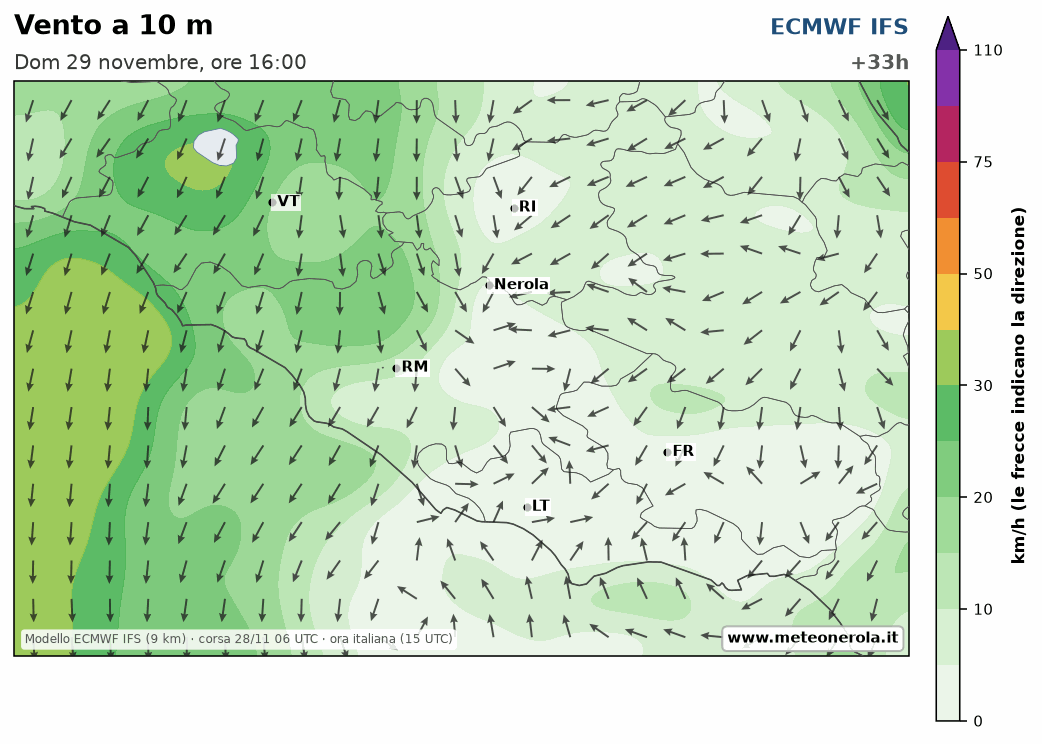 Vento a 10 m
ECMWF IFS
Dom 29 novembre, ore 16:00
+33h
110
75
50
30
20
10
0
km/h (le frecce indicano la direzione)
VT
RI
Nerola
RM
FR
LT
Modello ECMWF IFS (9 km) · corsa 28/11 06 UTC · ora italiana (15 UTC)
www.meteonerola.it